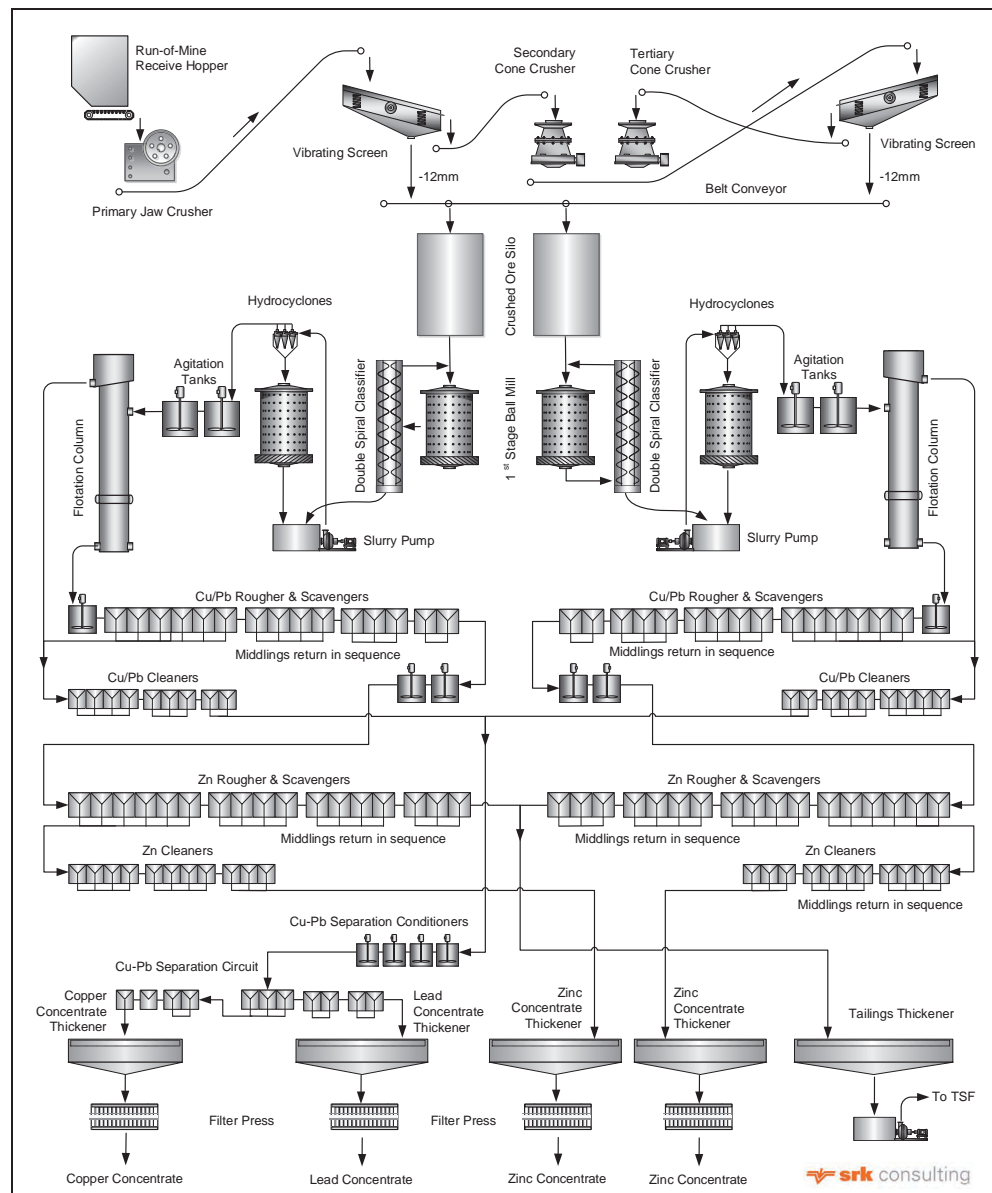 Run-of-Mine
Receive Hopper
Secondary
Cone Crusher
Tertiary
Cone Crusher
Vibrating Screen
Vibrating Screen
-12mm
-12mm
Primary Jaw Crusher
Belt Conveyor
Crushed Ore Silo
Hydrocyclones
Hydrocyclones
Agitation
Tanks
Agitation
Tanks
Flotation Column
Double Spiral Classifier
1st Stage Ball Mill
Double Spiral Classifier
Flotation Column
Slurry Pump
Slurry Pump
Cu/Pb Rougher & Scavengers
Cu/Pb Rougher & Scavengers
Middlings return in sequence
Middlings return in sequence
Cu/Pb Cleaners
Cu/Pb Cleaners
Zn Rougher & Scavengers
Zn Rougher & Scavengers
Middlings return in sequence
Middlings return in sequence
Zn Cleaners
Zn Cleaners
Middlings return in sequence
Cu-Pb Separation Conditioners
Cu-Pb Separation Circuit
Copper
Concentrate
Thickener
Lead
Concentrate
Thickener
Zinc
Concentrate
Thickener
Zinc
Concentrate
Thickener
Tailings Thickener
To TSF
Filter Press
Filter Press
Copper Concentrate
Lead Concentrate
Zinc Concentrate
Zinc Concentrate
srk consulting